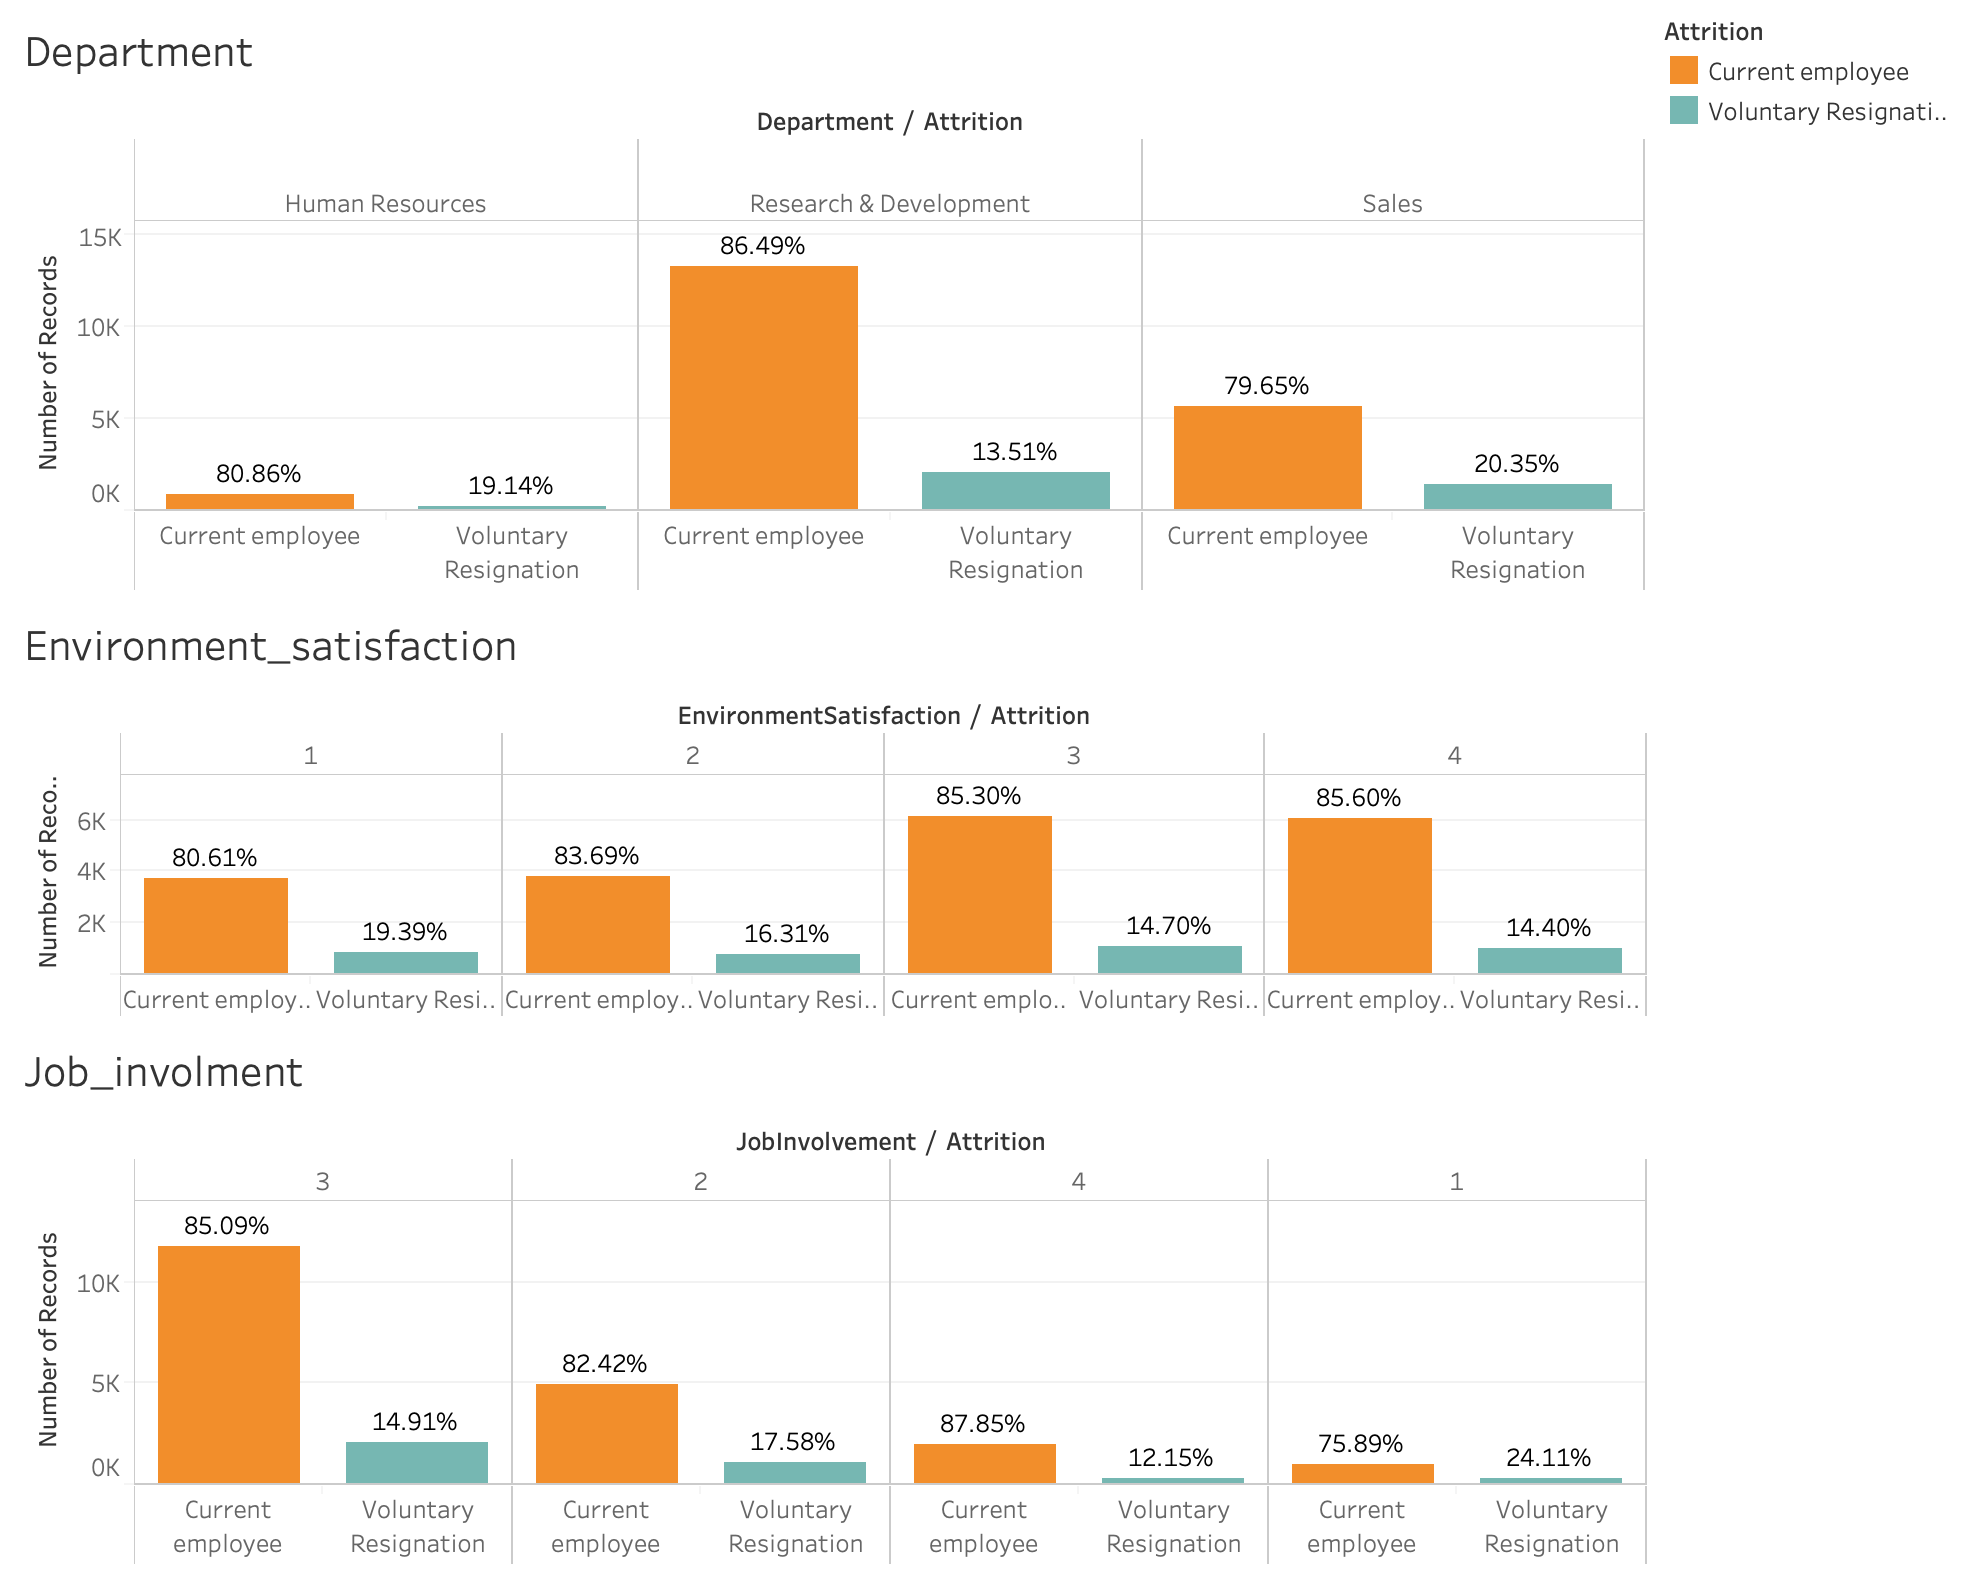 Department
Attrition
Current employee
Voluntary Resignati..
Department / Attrition
Human Resources Research & Development Sales
Number of Records
15K
10K
5K
0K
80.86% 19.14% 86.49% 13.51% 79.65% 20.35%
Current employee Voluntary Current employee Voluntary Current employee Voluntary
Resignation Resignation Resignation
Environment_satisfaction
EnvironmentSatisfaction / Attrition
1 2 3 4
Number of Reco..
6K
4K
2K
80.61% 19.39% 83.69% 16.31% 85.30% 14.70% 85.60% 14.40%
Current employ.. Voluntary Resi.. Current employ.. Voluntary Resi.. Current emplo.. Voluntary Resi.. Current employ.. Voluntary Resi..
Job_involment
JobInvolvement / Attrition
3 2 4 1
Number of Records
10K
5K
0K
85.09% 14.91% 82.42% 17.58% 87.85% 12.15% 75.89% 24.11%
Current Voluntary Current Voluntary Current Voluntary Current Voluntary
employee Resignation employee Resignation employee Resignation employee Resignation